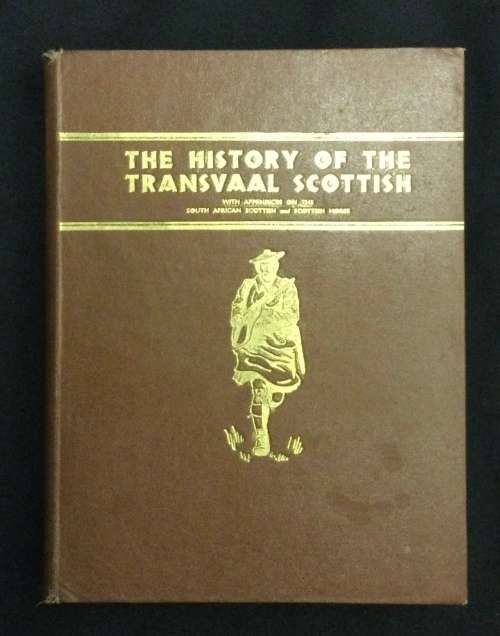 THE HISTORY OF THE
TRANSVAAL SCOTTISH
WITH APPENDICES ON THE
SOUTH AFRICAN SCOTTISH and SCOTTISH HORSE